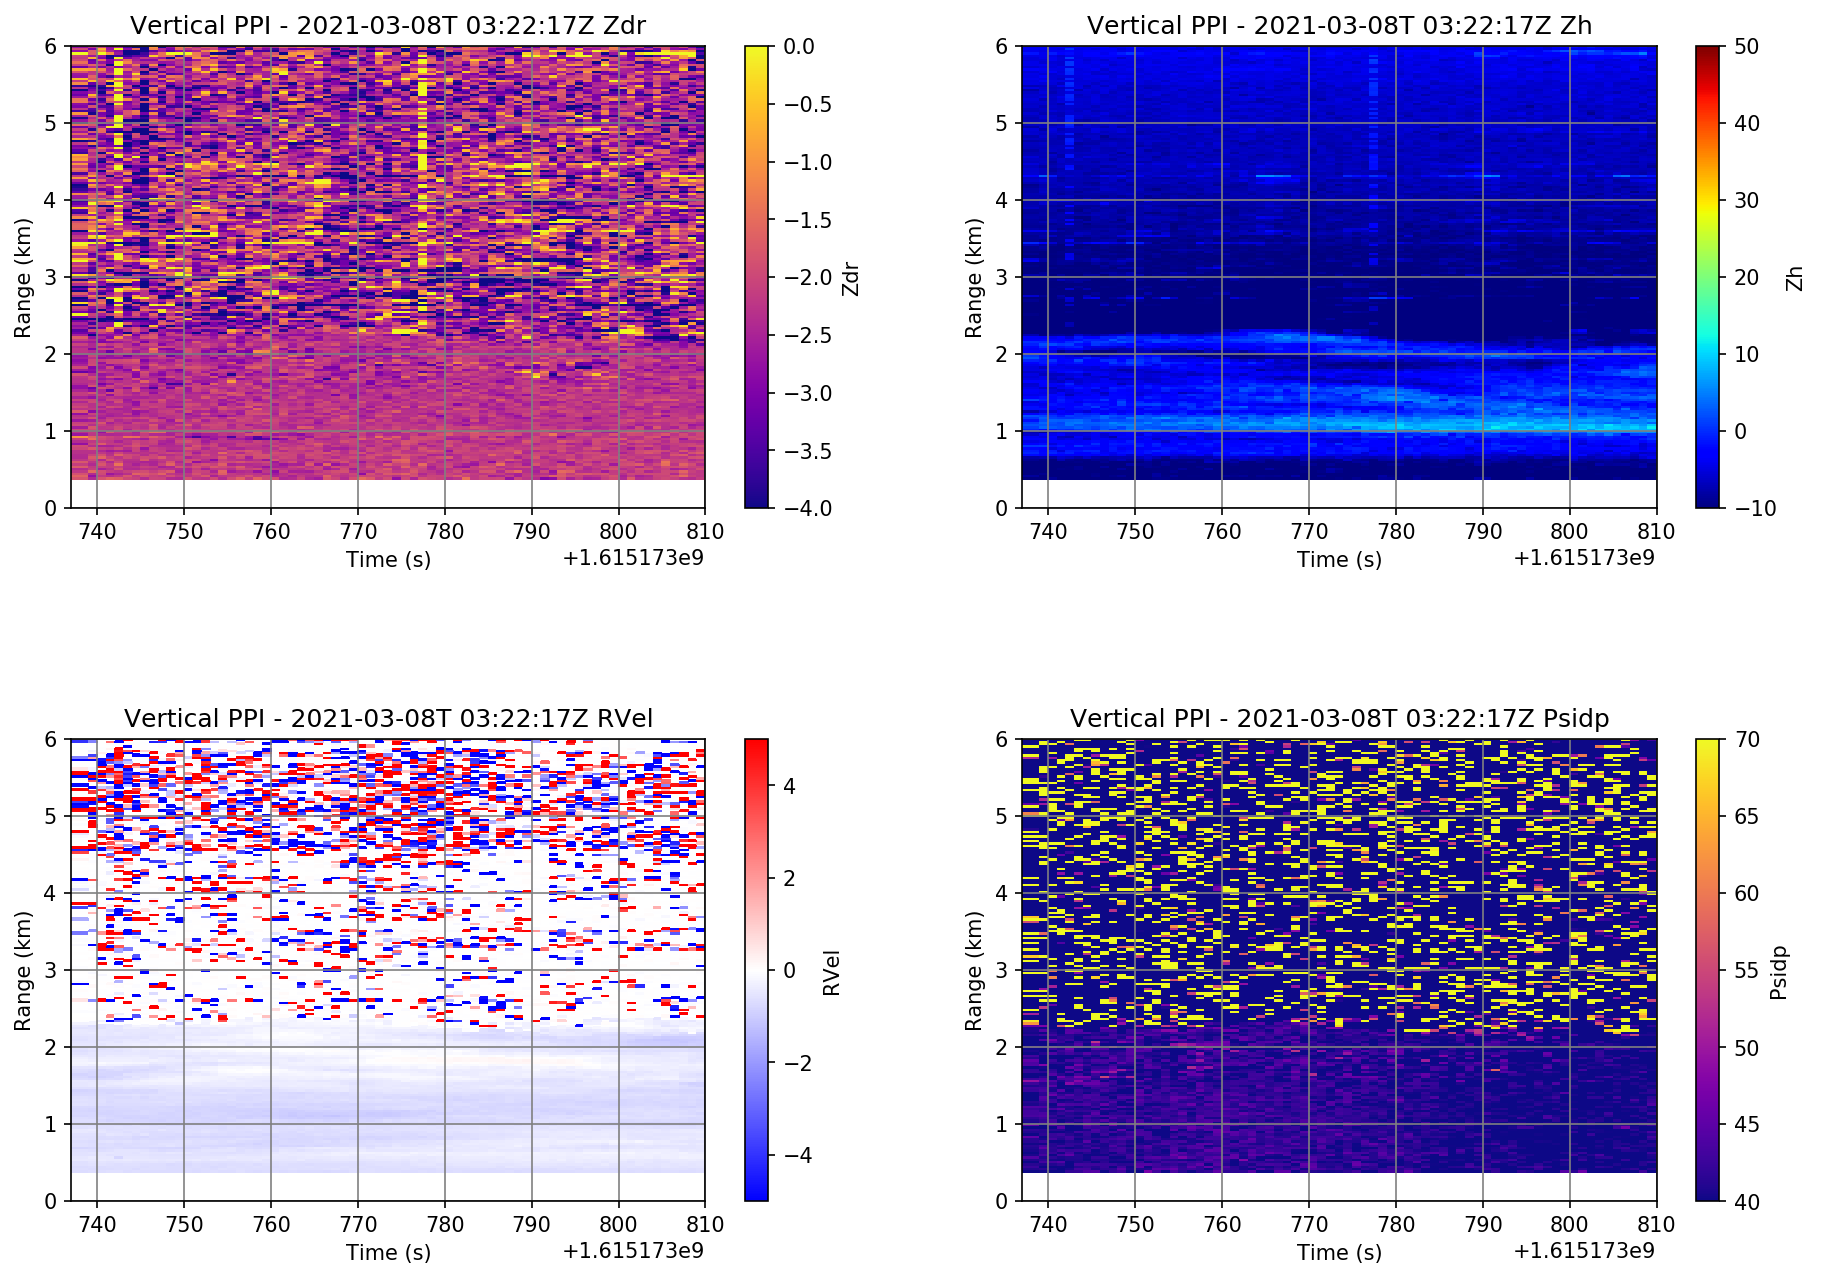 Vertical PPI - 2021-03-08T 03:22:17Z Zdr
6
5
4
3
2
1
0
Range (km)
740 750 760 770 780 790 800 810
Time (s)
+1.615173e9
0.0
−0.5
−1.0
−1.5
−2.0
−2.5
−3.0
−3.5
−4.0
Zdr
Vertical PPI - 2021-03-08T 03:22:17Z Zh
6
5
4
3
2
1
0
Range (km)
740 750 760 770 780 790 800 810
Time (s)
+1.615173e9
50
40
30
20
10
0
−10
Zh
Vertical PPI - 2021-03-08T 03:22:17Z RVel
6
5
4
3
2
1
0
Range (km)
740 750 760 770 780 790 800 810
Time (s)
+1.615173e9
4
2
0
−2
−4
RVel
Vertical PPI - 2021-03-08T 03:22:17Z Psidp
6
5
4
3
2
1
0
Range (km)
740 750 760 770 780 790 800 810
Time (s)
+1.615173e9
70
65
60
55
50
45
40
Psidp